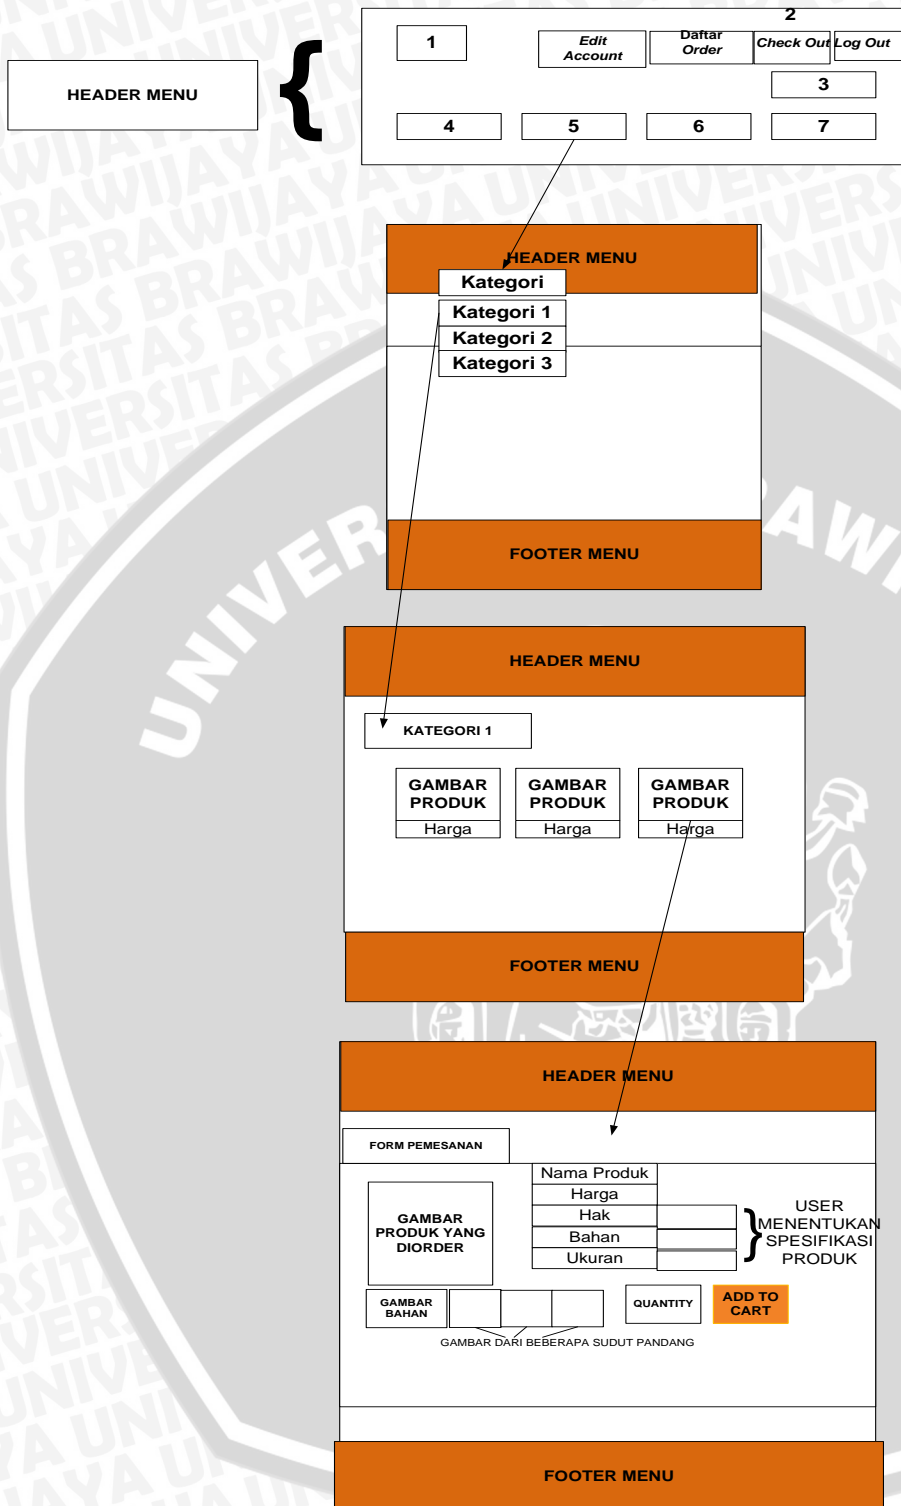 2
1
Edit
Account
Daftar
Order
Check Out
Log Out
HEADER MENU
3
4
5
6
7
HEADER MENU
Kategori
Kategori 1
Kategori 2
Kategori 3
FOOTER MENU
HEADER MENU
KATEGORI 1
GAMBAR
PRODUK
Harga
GAMBAR
PRODUK
Harga
GAMBAR
PRODUK
Harga
FOOTER MENU
HEADER MENU
FORM PEMESANAN
Nama Produk
Harga
Hak
Bahan
Ukuran
USER
MENENTUKAN
SPESIFIKASI
PRODUK
GAMBAR
PRODUK YANG
DIORDER
GAMBAR
BAHAN
QUANTITY
ADD TO
CART
GAMBAR DARI BEBERAPA SUDUT PANDANG
FOOTER MENU